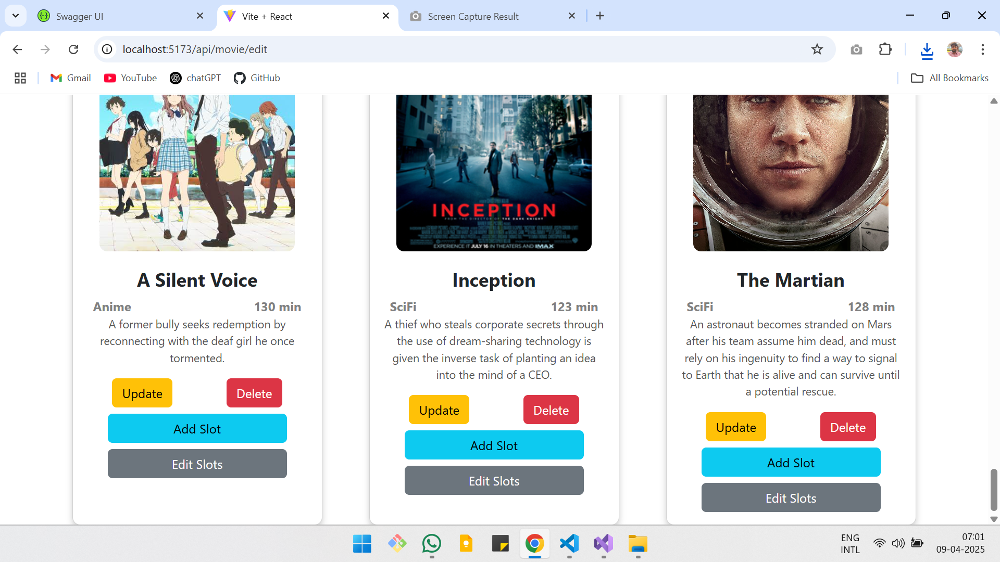 Swagger UI
Vite + React
Screen Capture Result
localhost:5173/api/movie/edit
Gmail
YouTube
chatGPT
GitHub
All Bookmarks
INCEPTION
FROM THE DIRECTOR OF THE DARK KNIGHT
EXPERIENCE IT JULY 16 IN THEATERS AND IMAX
A Silent Voice
Anime 130 min
A former bully seeks redemption by
reconnecting with the deaf girl he once
tormented.
Update Delete
Add Slot
Edit Slots
Inception
SciFi 123 min
A thief who steals corporate secrets through
the use of dream-sharing technology is
given the inverse task of planting an idea
into the mind of a CEO.
Update Delete
Add Slot
Edit Slots
The Martian
SciFi 128 min
An astronaut becomes stranded on Mars
after his team assume him dead, and must
rely on his ingenuity to find a way to signal
to Earth that he is alive and can survive until
a potential rescue.
Update Delete
Add Slot
Edit Slots
ENG
INTL
07:01
09-04-2025